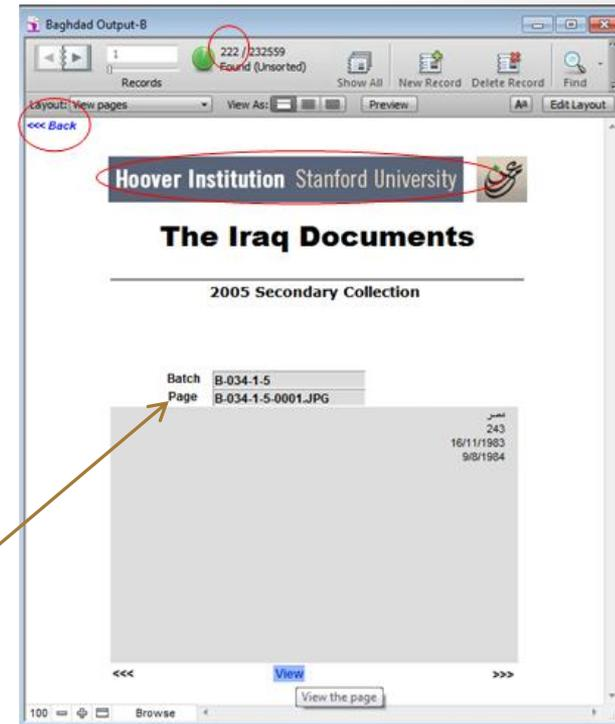 Baghdad Output-B
1
Records
222 / 232559
Found (Unsorted)
Show All
New Record
Delete Record
Find
Layout: View pages
View As:
Preview
Aa
Edit Layout
<<< Back
Hoover Institution Stanford University
The Iraq Documents
2005 Secondary Collection
Batch B-034-1-5
Page B-034-1-5-0001.JPG
نصر
243
16/11/1983
9/8/1984
<<< View >>>
View the page
100 Browse